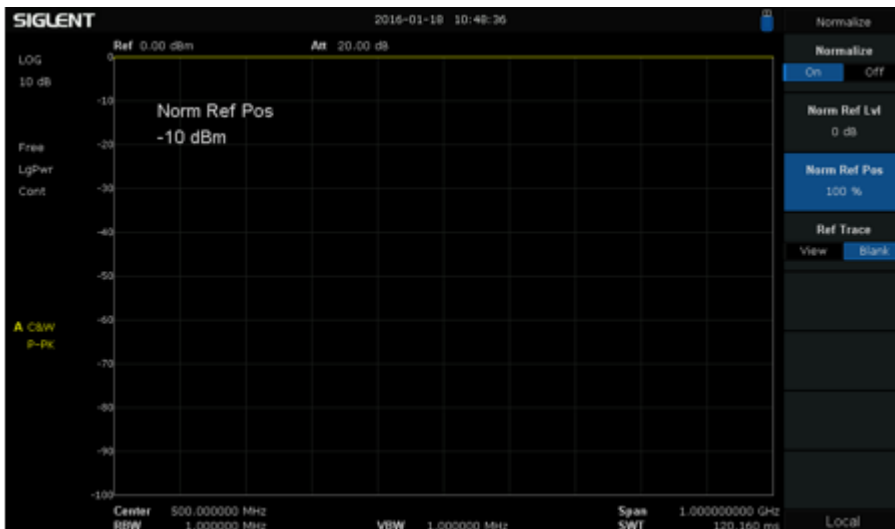 SIGLENT
2016-01-18 10:48:36
Normalize
Ref 0.00 dBm Att 20.00 dB
LOG
10 dB
Free
LgPwr
Cont
A C&W
P-PK
0
-10
-20
-30
-40
-50
-60
-70
-80
-90
-100
Norm Ref Pos
-10 dBm
Normalize
On Off
Norm Ref Lvl
0 dB
Norm Ref Pos
100 %
Ref Trace
View Blank
Center 500.000000 MHz Span 1.000000000 GHz
RBW 1.000000 MHz VBW 1.000000 MHz SWT 120.160 ms
Local